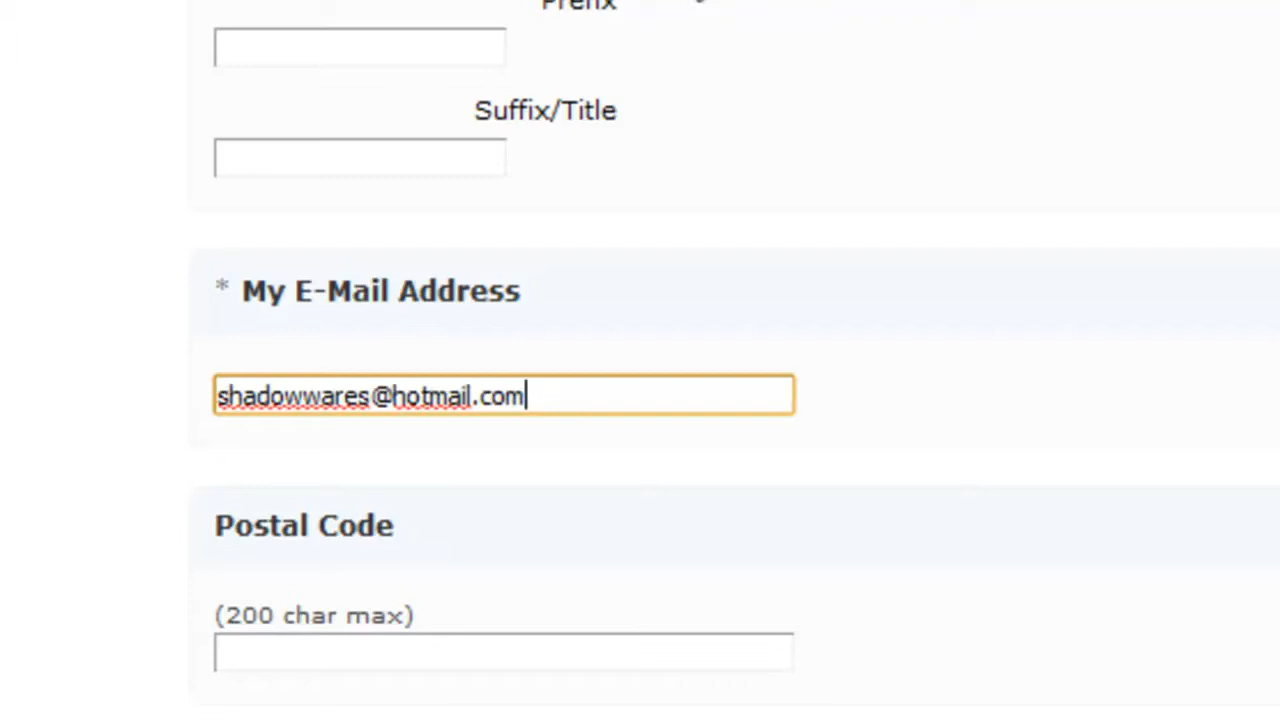 Prefix
Suffix/Title
* My E-Mail Address
shadowwares@hotmail.com
Postal Code
(200 char max)